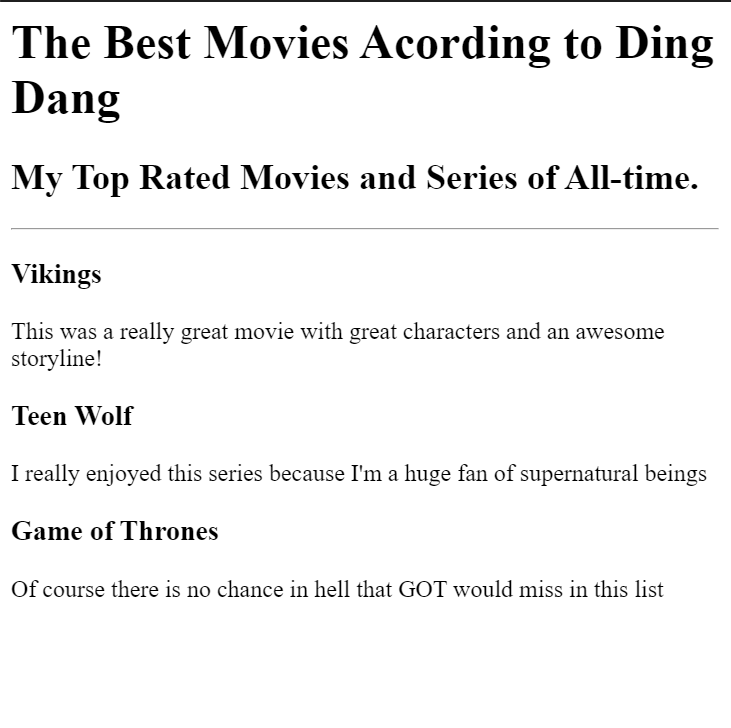 The Best Movies Acording to Ding
Dang
My Top Rated Movies and Series of All-time.
Vikings
This was a really great movie with great characters and an awesome
storyline!
Teen Wolf
I really enjoyed this series because I'm a huge fan of supernatural beings
Game of Thrones
Of course there is no chance in hell that GOT would miss in this list